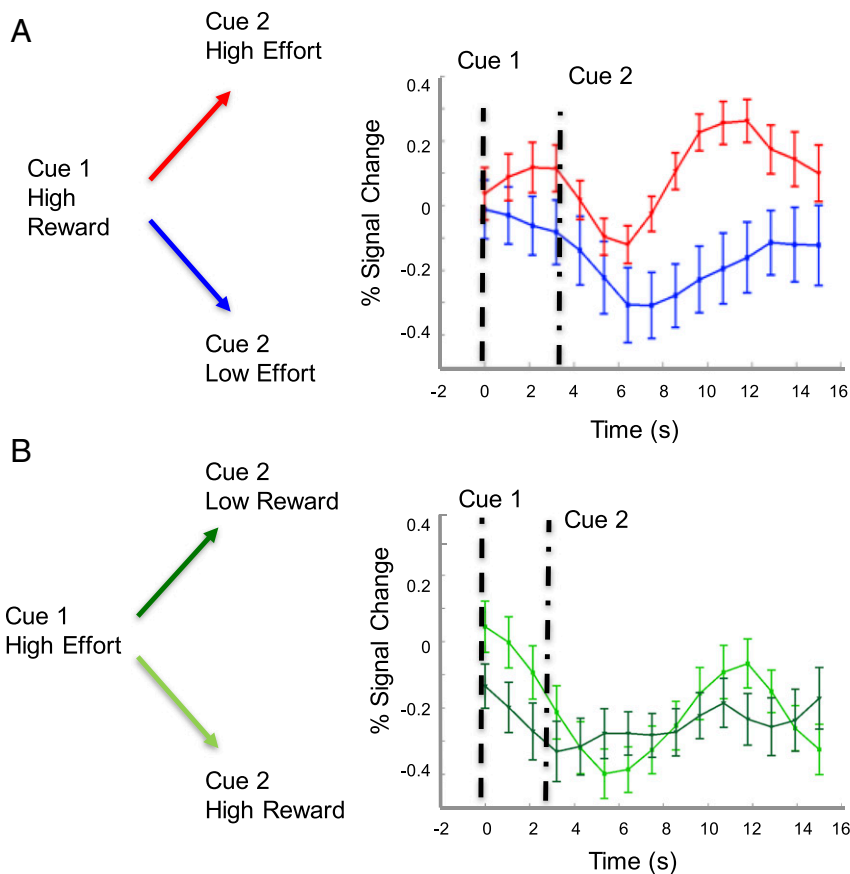 A
Cue 2
High Effort
Cue 1
High
Reward
Cue 2
Low Effort
Cue 1
Cue 2
% Signal Change
0.4
0.2
0
-0.2
-0.4
-2
0
2
4
6
8
10
12
14
16
Time (s)
B
Cue 2
Low Reward
Cue 1
High Effort
Cue 2
High Reward
Cue 1
Cue 2
% Signal Change
0.4
0.2
0
-0.2
-0.4
-2
0
2
4
6
8
10
12
14
16
Time (s)